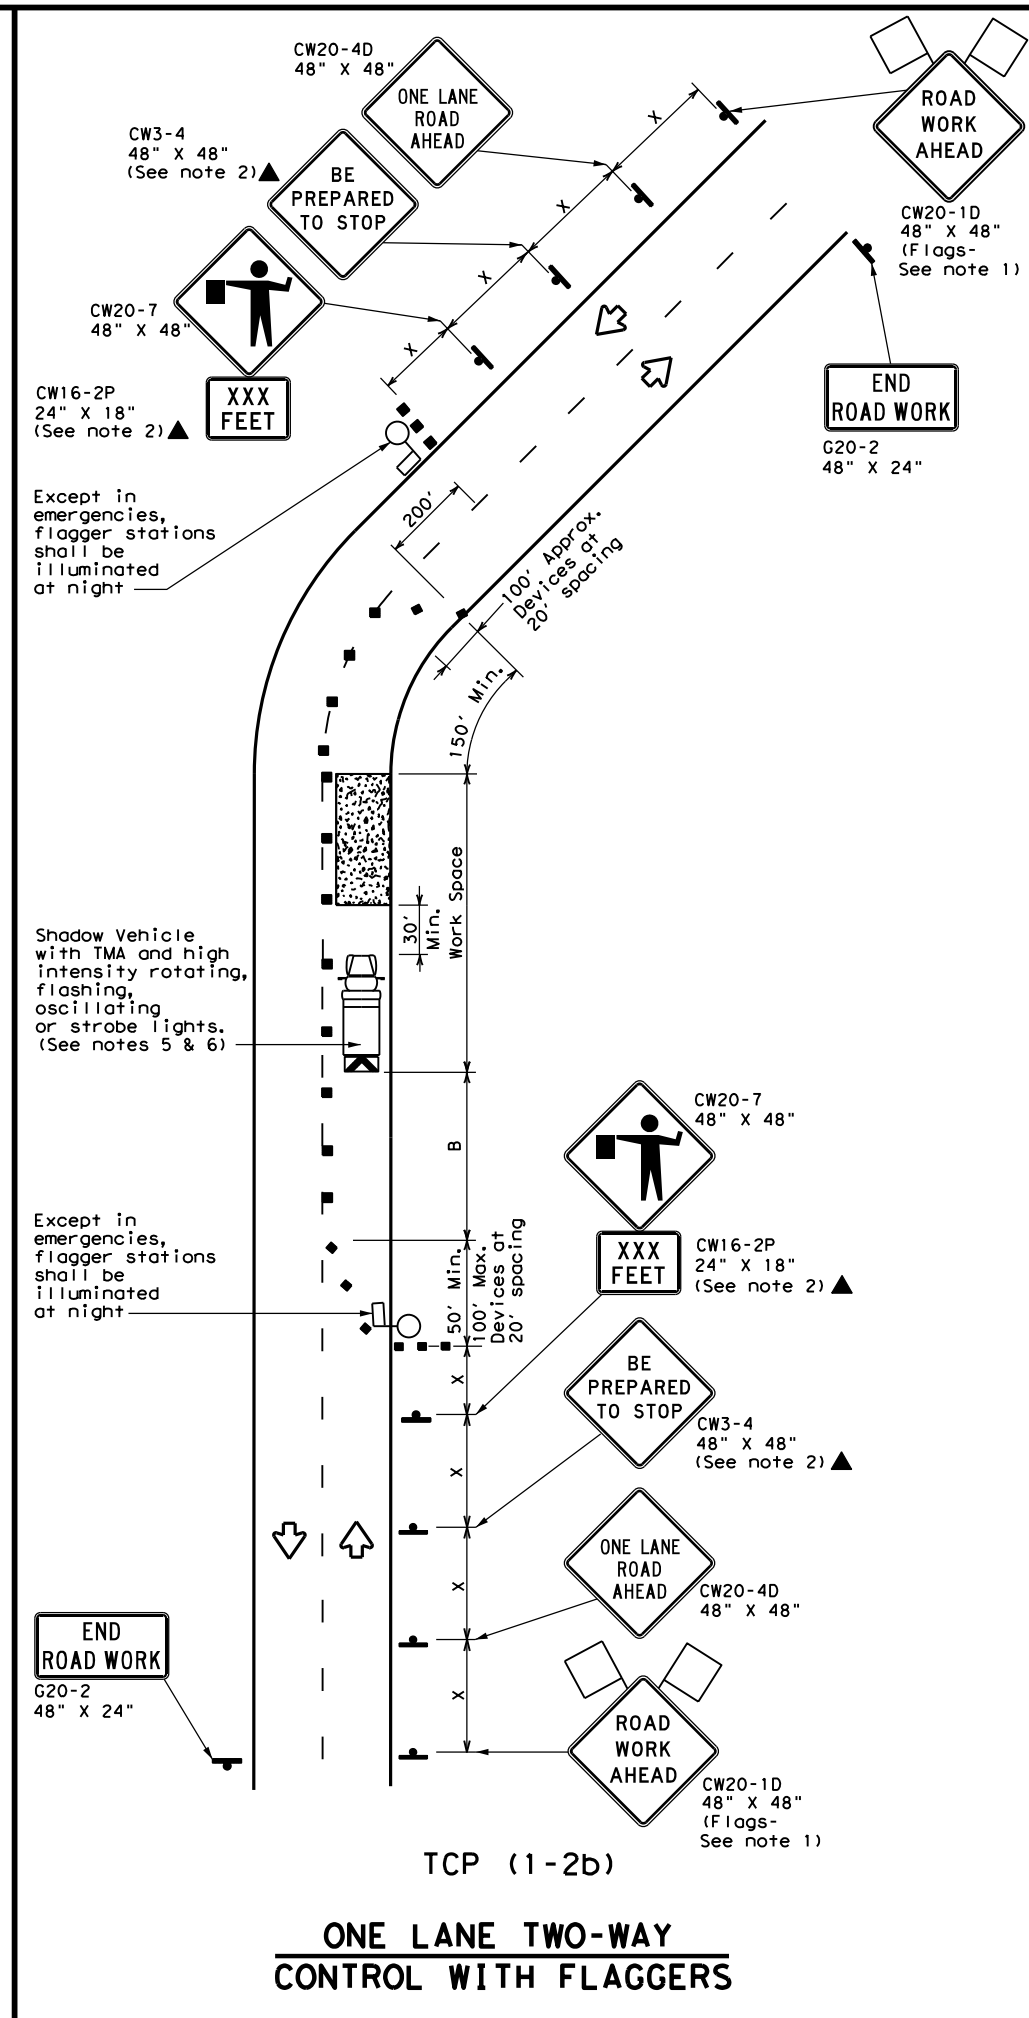 CW20-4D
48" X 48"
ONE LANE
ROAD
AHEAD
CW3-4
48" X 48"
(See note 2)
BE
PREPARED
TO STOP
CW20-7
48" X 48"
CW16-2P
24" X 18"
(See note 2)
XXX
FEET
X
X
X
X
ROAD
WORK
AHEAD
CW20-1D
48" X 48"
(Flags-
See note 1)
END
ROAD WORK
G20-2
48" X 24"
Except in
emergencies,
flagger stations
shall be
illuminated
at night
200'
100' Approx.
Devices at
20' spacing
150' Min.
Work Space
30'
Min.
Shadow Vehicle
with TMA and high
intensity rotating,
flashing,
oscillating
or strobe lights.
(See notes 5 & 6)
B
Except in
emergencies,
flagger stations
shall be
illuminated
at night
50' Min.
100' Max.
Devices at
20' spacing
X
X
X
X
CW20-7
48" X 48"
XXX
FEET
CW16-2P
24" X 18"
(See note 2)
BE
PREPARED
TO STOP
CW3-4
48" X 48"
(See note 2)
ONE LANE
ROAD
AHEAD
CW20-4D
48" X 48"
END
ROAD WORK
G20-2
48" X 24"
ROAD
WORK
AHEAD
CW20-1D
48" X 48"
(Flags-
See note 1)
TCP (1-2b)
ONE LANE TWO-WAY
CONTROL WITH FLAGGERS